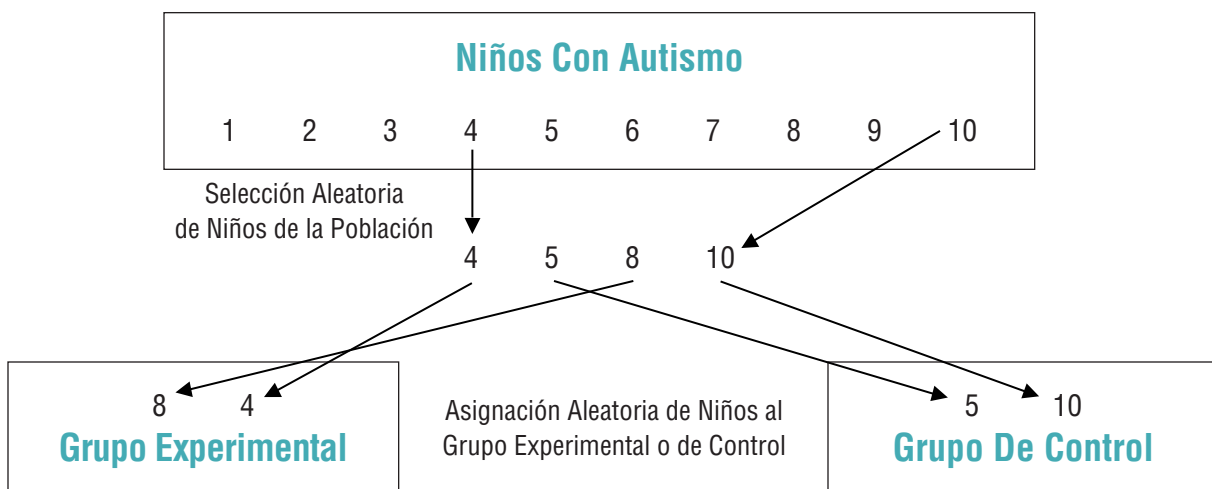 Niños Con Autismo
1 2 3 4 5 6 7 8 9 10
Selección Aleatoria
de Niños de la Población
4 5 8 10
8 4
Grupo Experimental
Asignación Aleatoria de Niños al
Grupo Experimental o de Control
5 10
Grupo De Control